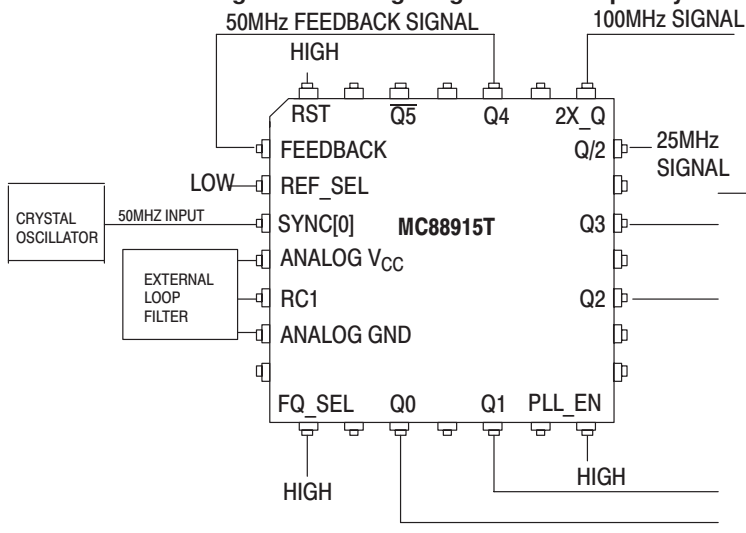 50MHz FEEDBACK SIGNAL
100MHz SIGNAL
HIGH
RST
Q5
Q4
2X_Q
FEEDBACK
Q/2
25MHz
SIGNAL
LOW
REF_SEL
CRYSTAL
OSCILLATOR
50MHZ INPUT
SYNC[0]
MC88915T
Q3
ANALOG VCC
EXTERNAL
LOOP
FILTER
RC1
Q2
ANALOG GND
FQ_SEL
Q0
Q1
PLL_EN
HIGH
HIGH